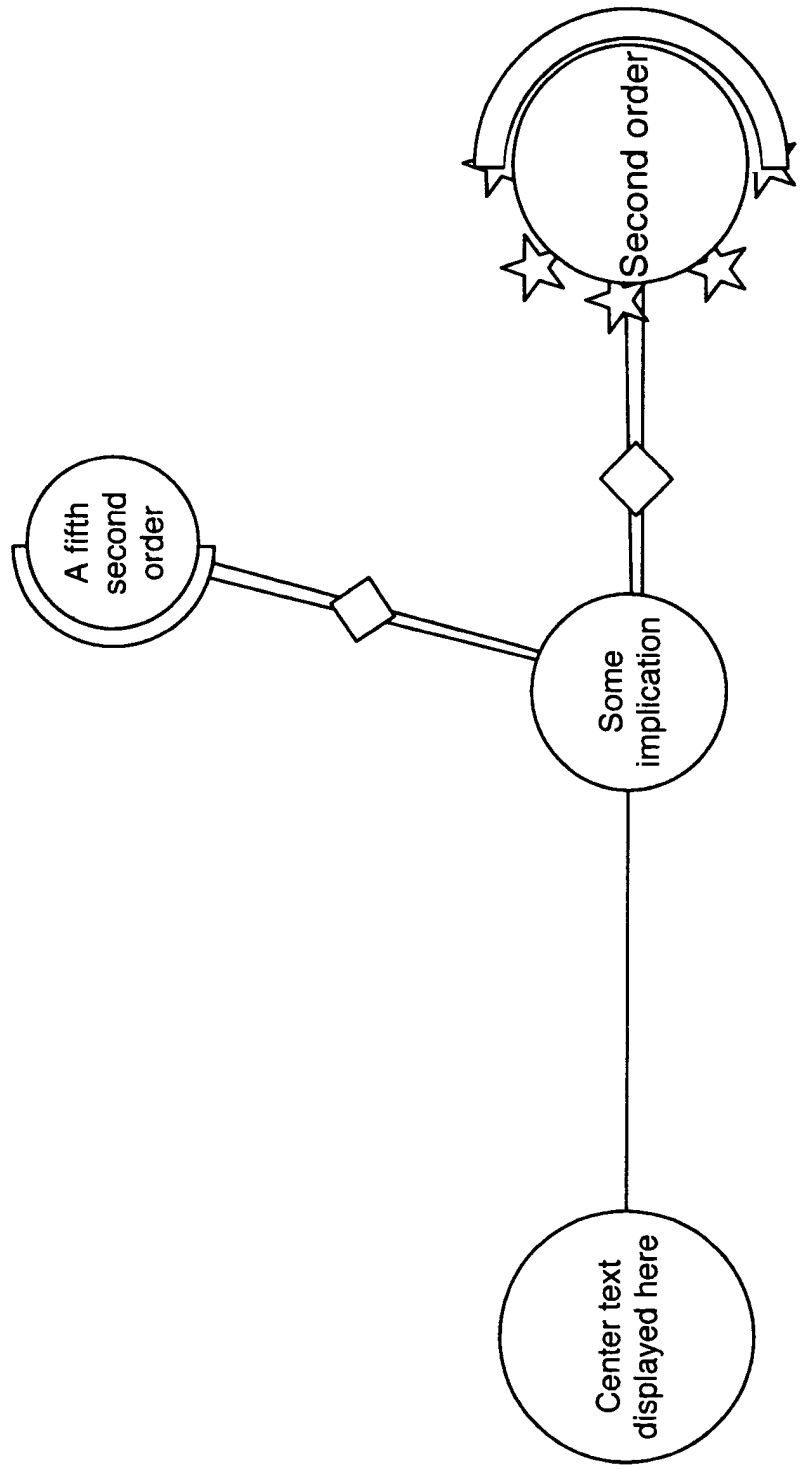 Center text
displayed here
Some
implication
A fifth
second
order
Second order